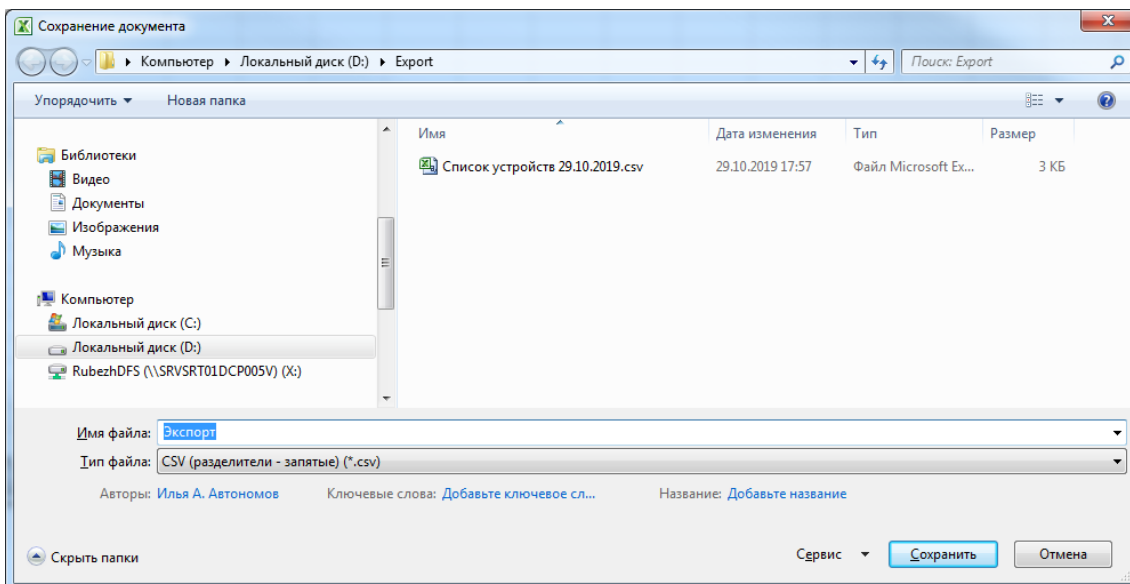 Сохранение документа
Компьютер Локальный диск (D:) Export Поиск: Export
Упорядочить Новая папка
Имя Дата изменения Тип Размер
Библиотеки
Список устройств 29.10.2019.csv 29.10.2019 17:57 Файл Microsoft Ex... 3 КБ
Видео
Документы
Изображения
Музыка
Компьютер
Локальный диск (C:)
Локальный диск (D:)
RubezhDFS (\\SRVSRT01DCP005V) (X:)
Имя файла: Экспорт
Тип файла: CSV (разделители - запятые) (*.csv)
Авторы: Илья А. Автономов Ключевые слова: Добавьте ключевое сл... Название: Добавьте название
Скрыть папки Сервис Сохранить Отмена